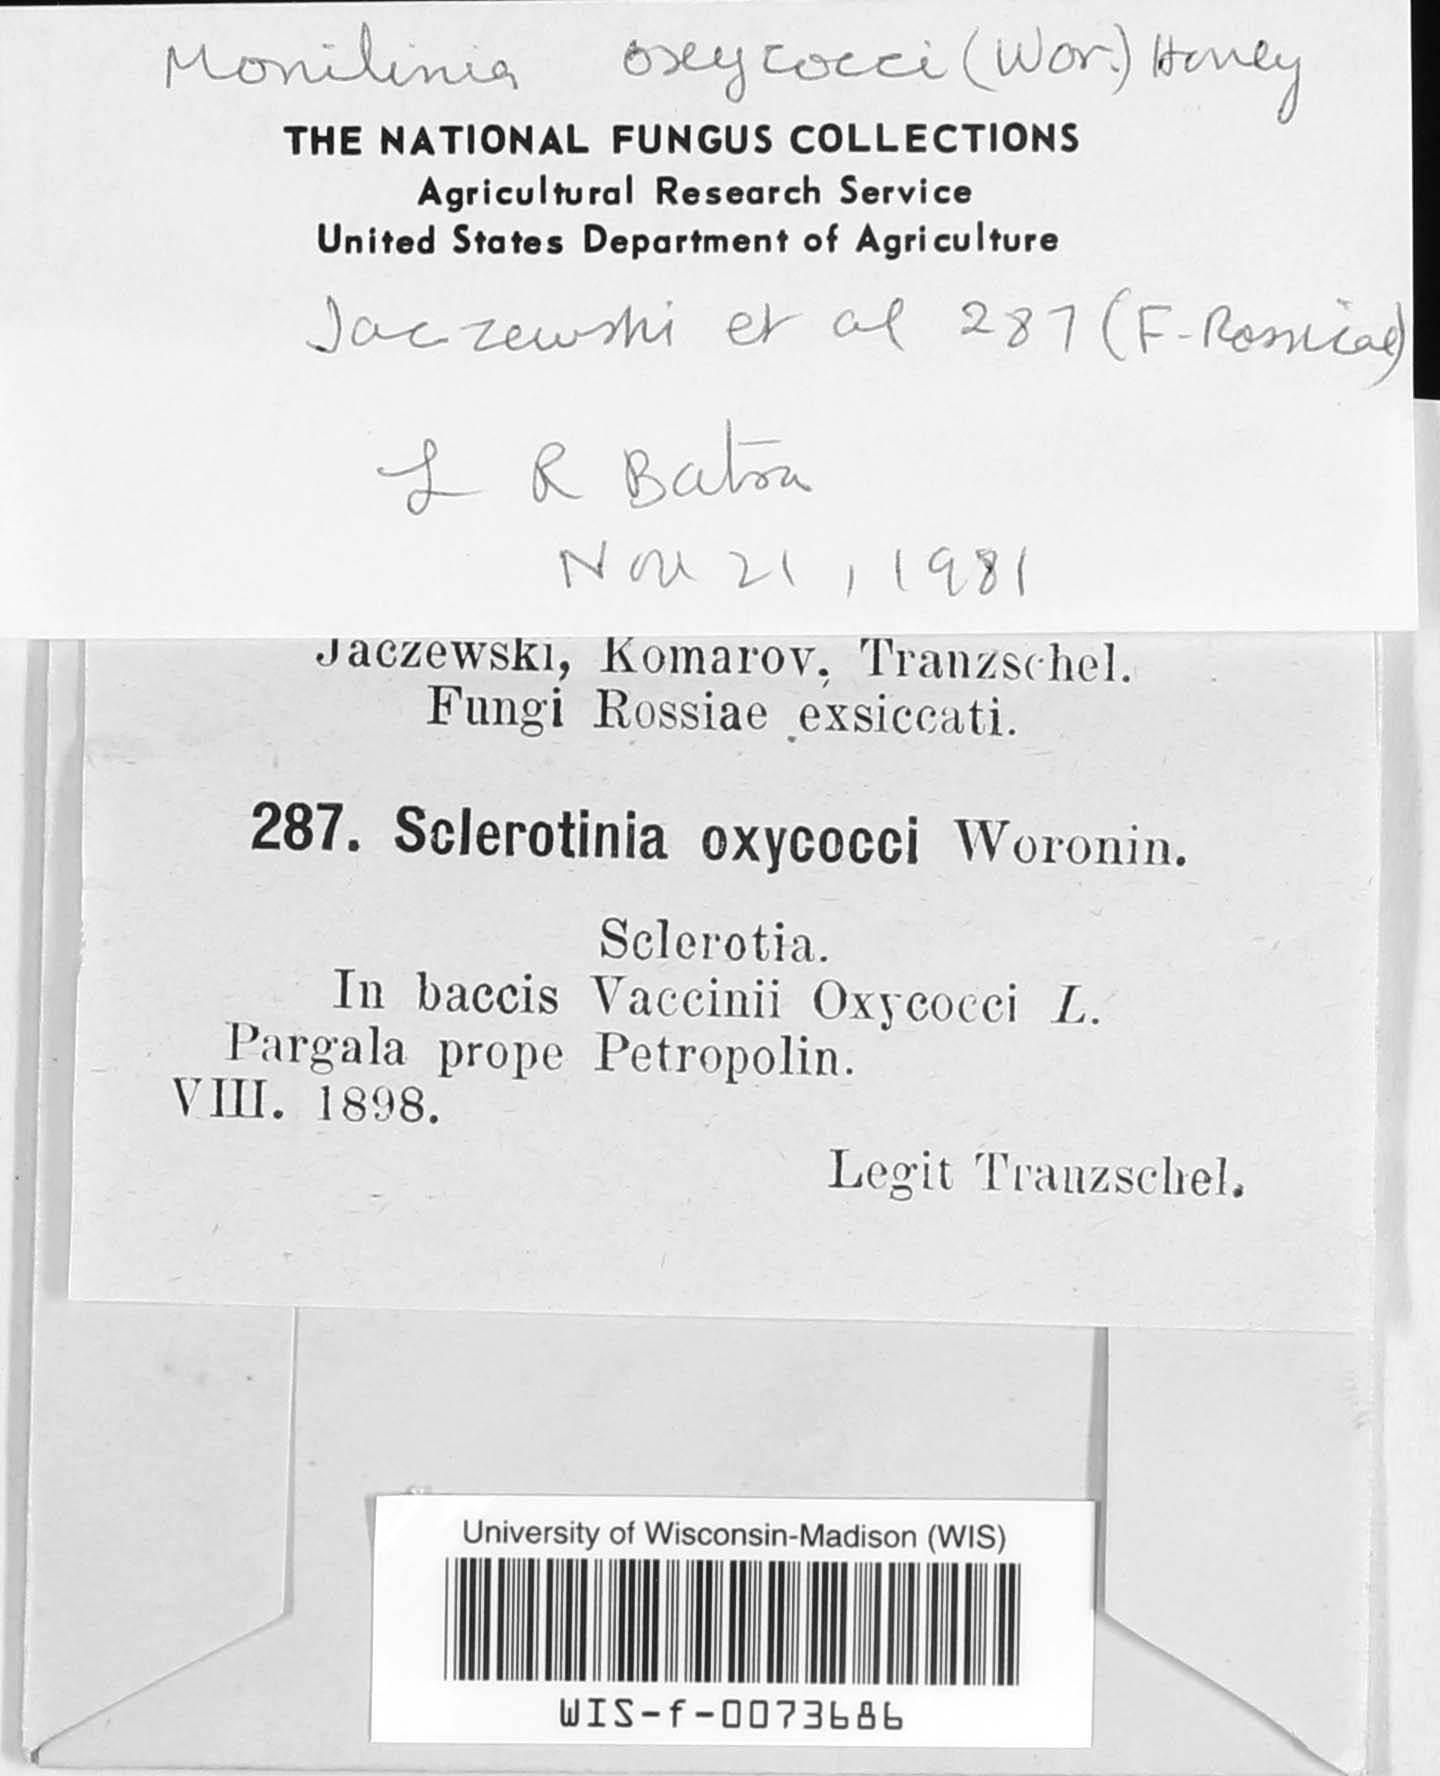 Monilinia oxycocci (Wor.) Honey
THE NATIONAL FUNGUS COLLECTIONS
Agricultural Research Service
United States Department of Agriculture
Jaczewski et al 287 (F. Rossicae)
L R Batra
Nov 21, 1981
Jaczewski, Komarov, Tranzschel.
Fungi Rossiae exsiccati.
287. Sclerotinia oxycocci Woronin.
Sclerotia.
In baccis Vaccinii Oxycocci L.
Pargala prope Petropolin.
VIII. 1898.
Legit Tranzschel.
University of Wisconsin-Madison (WIS)
WIS-f-0073686